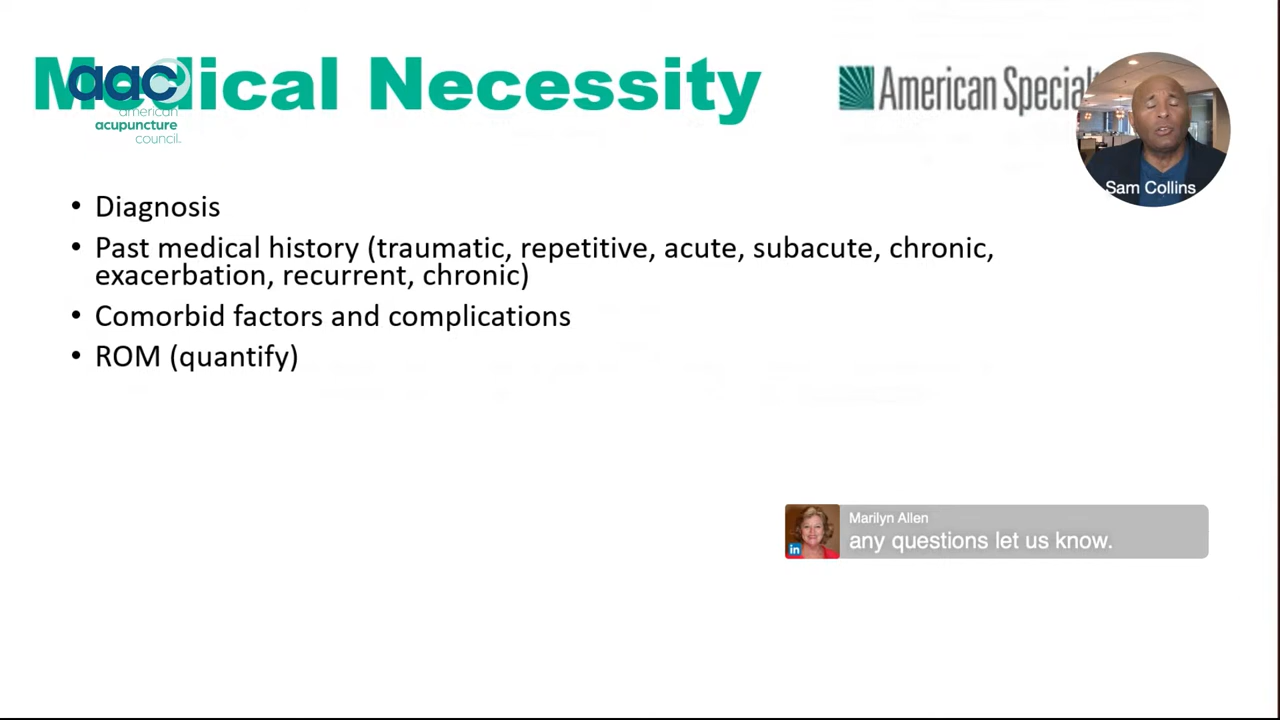 Medical Necessity
aac
american
acupuncture
council
American Special
Sam Collins
• Diagnosis
• Past medical history (traumatic, repetitive, acute, subacute, chronic,
exacerbation, recurrent, chronic)
• Comorbid factors and complications
• ROM (quantify)
Marilyn Allen
in
any questions let us know.